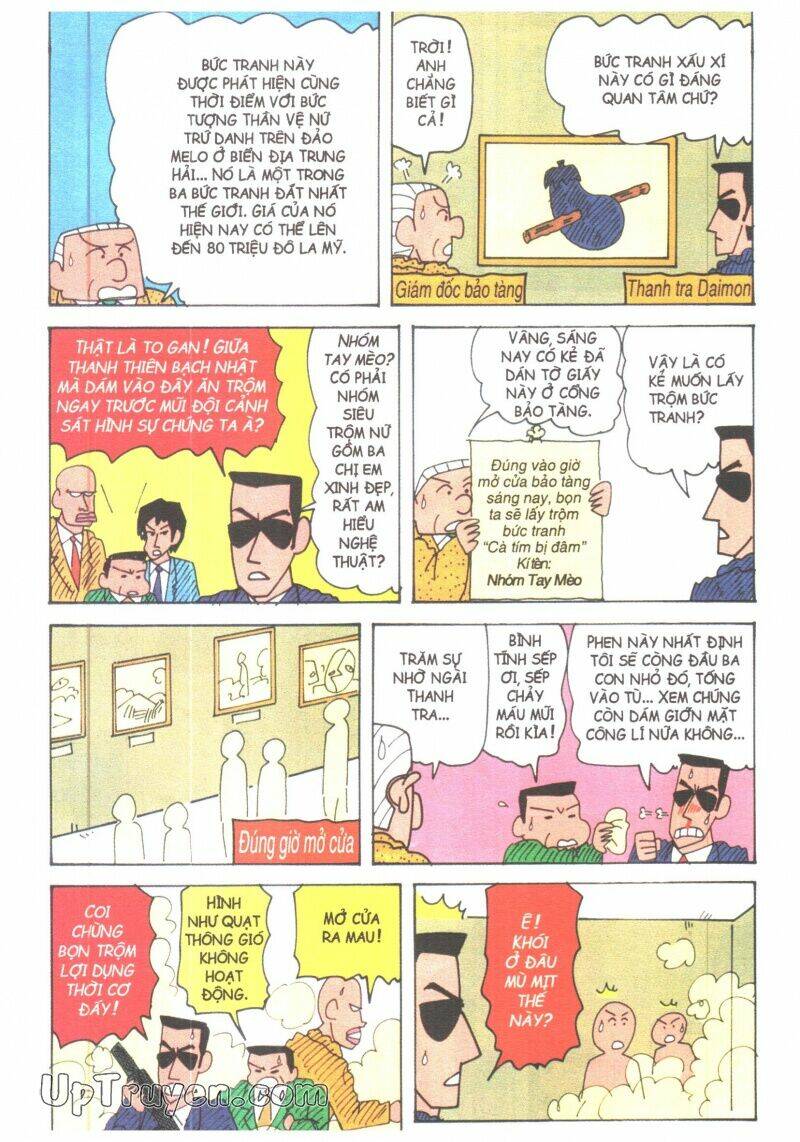 BỨC TRANH XẤU XÍ
NÀY CÓ GÌ ĐÁNG
QUAN TÂM CHỨ?
TRỜI!
ANH
CHẲNG
BIẾT GÌ
CẢ!
Giám đốc bảo tàng
Thanh tra Daimon
BỨC TRANH NÀY
ĐƯỢC PHÁT HIỆN CÙNG
THỜI ĐIỂM VỚI BỨC
TƯỢNG THẦN VỆ NỮ
TRỨ DANH TRÊN ĐẢO
MELO Ở BIỂN ĐỊA TRUNG
HẢI... NÓ LÀ MỘT TRONG
BA BỨC TRANH ĐẮT NHẤT
THẾ GIỚI. GIÁ CỦA NÓ
HIỆN NAY CÓ THỂ LÊN
ĐẾN 80 TRIỆU ĐÔ LA MỸ.
VẬY LÀ CÓ
KẺ MUỐN LẤY
TRỘM BỨC
TRANH?
VÂNG, SÁNG
NAY CÓ KẺ ĐÃ
DÁN TỜ GIẤY
NÀY Ở CỔNG
BẢO TÀNG.
Đúng vào giờ
mở cửa bảo tàng
sáng nay, bọn
ta sẽ lấy trộm
bức tranh
“Cà tím bị đâm”
Kí tên:
Nhóm Tay Mèo
NHÓM
TAY MÈO?
CÓ PHẢI
NHÓM
SIÊU
TRỘM NỮ
GỒM BA
CHỊ EM
XINH ĐẸP,
RẤT AM
HIỂU
NGHỆ
THUẬT?
THẬT LÀ TO GAN! GIỮA
THANH THIÊN BẠCH NHẬT
MÀ DÁM VÀO ĐÂY ĂN TRỘM
NGAY TRƯỚC MŨI ĐỘI CẢNH
SÁT HÌNH SỰ CHÚNG TA À?
PHEN NÀY NHẤT ĐỊNH
TÔI SẼ CÒNG ĐẦU BA
CON NHỎ ĐÓ, TỐNG
VÀO TÙ... XEM CHÚNG
CÒN DÁM GIỠN MẶT
CÔNG LÍ NỮA KHÔNG...
BÌNH
TĨNH SẾP
ƠI, SẾP
CHẢY
MÁU MŨI
RỒI KÌA!
TRĂM SỰ
NHỜ NGÀI
THANH
TRA...
Đúng giờ mở cửa
Ê!
KHÓI
Ở ĐÂU
MÙ MỊT
THẾ
NÀY?
MỞ CỬA
RA MAU!
HÌNH
NHƯ QUẠT
THÔNG GIÓ
KHÔNG
HOẠT
ĐỘNG.
COI
CHỪNG
BỌN TRỘM
LỢI DỤNG
THỜI CƠ
ĐẤY!
UpTruyen.com